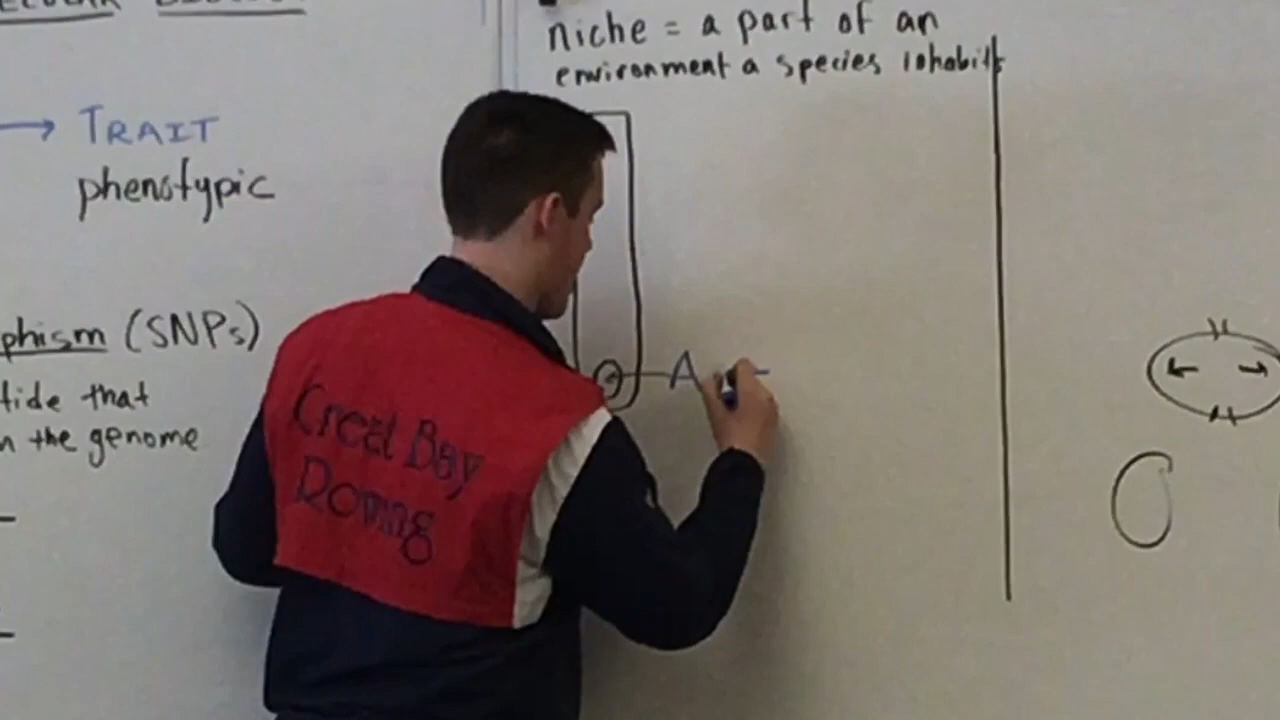 → TRAIT
phenotypic
phism (SNPs)
tide that
n the genome
niche = a part of an
environment a species inhabits
A
Great Bay
Rowing